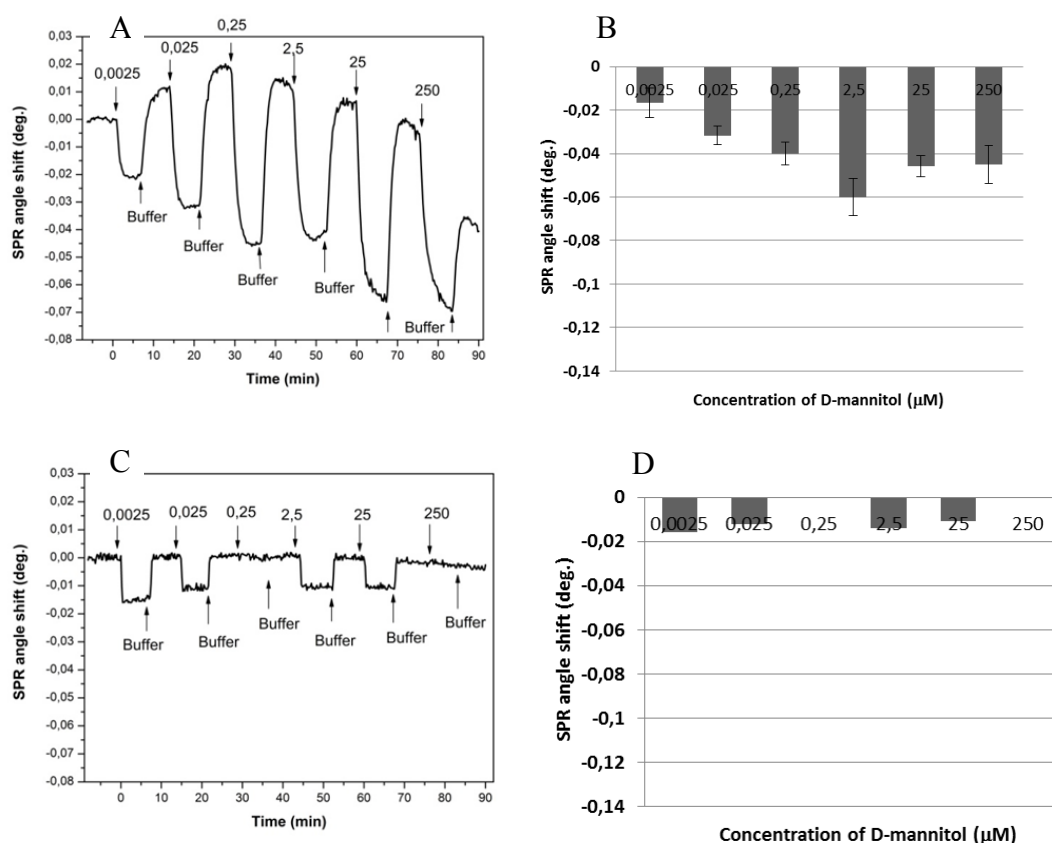 A
0,03
0,02
0,01
0,00
-0,01
-0,02
-0,03
-0,04
-0,05
-0,06
-0,07
-0,08
SPR angle shift (deg.)
0,0025
0,025
0,25
2,5
25
250
Buffer
Buffer
Buffer
Buffer
Buffer
0 10 20 30 40 50 60 70 80 90
Time (min)
B
0
-0,02
-0,04
-0,06
-0,08
-0,1
-0,12
-0,14
SPR angle shift (deg.)
0,0025 0,025 0,25 2,5 25 250
Concentration of D-mannitol (µM)
C
0,03
0,02
0,01
0,00
-0,01
-0,02
-0,03
-0,04
-0,05
-0,06
-0,07
-0,08
SPR angle shift (deg.)
0,0025 0,025 0,25 2,5 25 250
Buffer
Buffer
Buffer
Buffer
Buffer
Buffer
0 10 20 30 40 50 60 70 80 90
Time (min)
D
0
-0,02
-0,04
-0,06
-0,08
-0,1
-0,12
-0,14
SPR angle shift (deg.)
0,0025 0,025 0,25 2,5 25 250
Concentration of D-mannitol (µM)